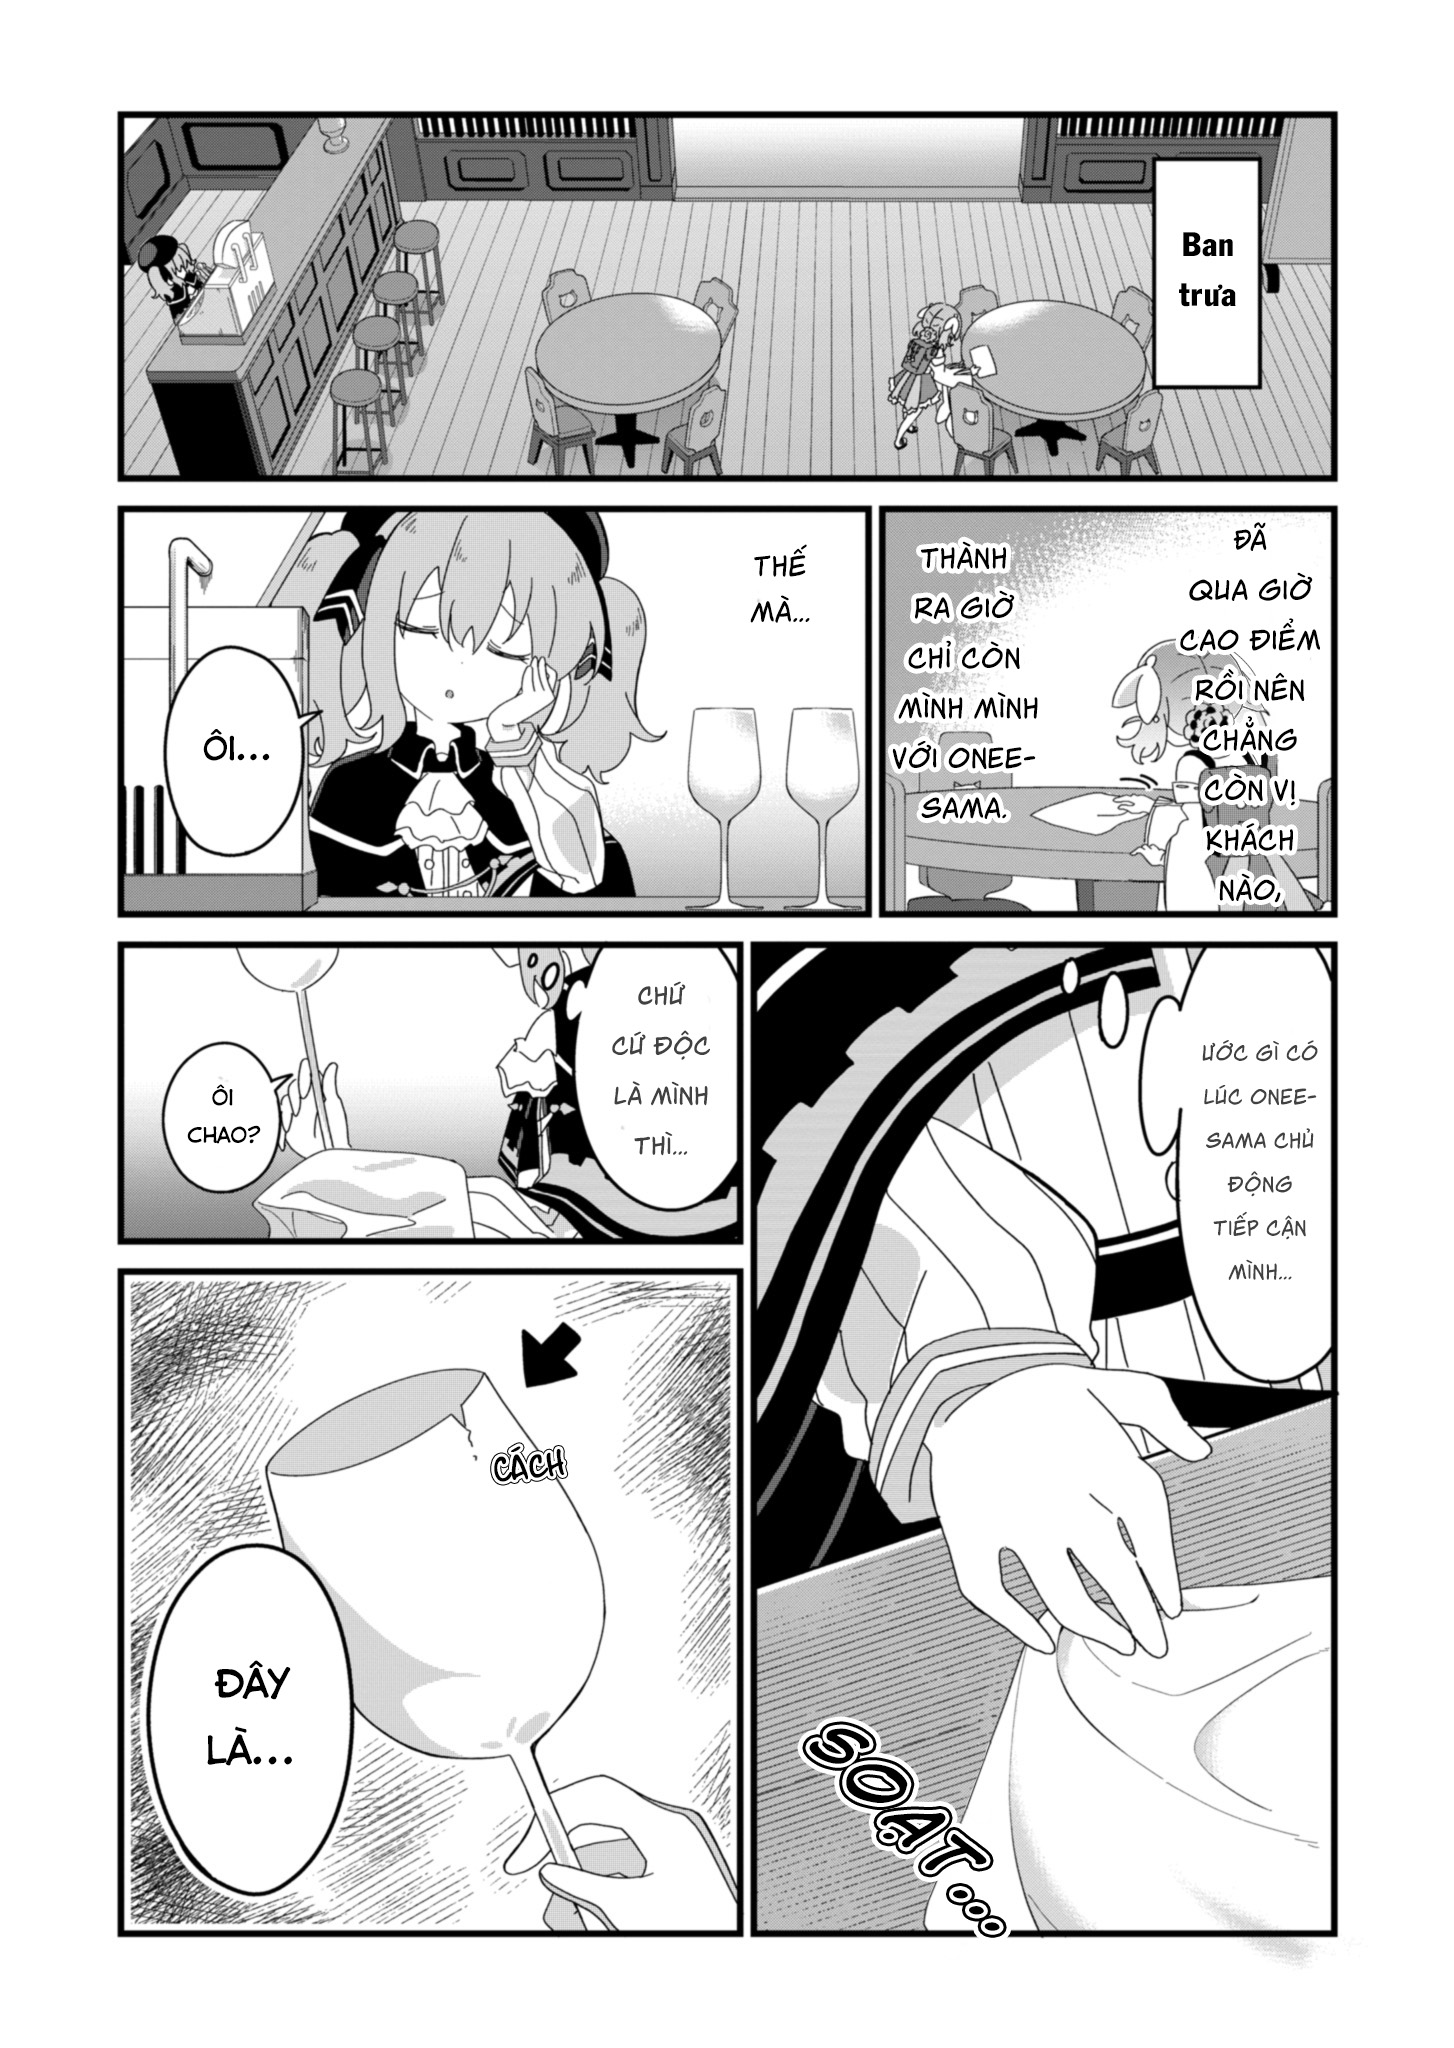 Ban
trưa
ĐÃ
QUA GIỜ
CAO ĐIỂM
RỒI NÊN
CHẲNG
CÒN VỊ
KHÁCH
NÀO,
THÀNH
RA GIỜ
CHỈ CÒN
MÌNH MÌNH
VỚI ONEE-
SAMA.
THẾ
MÀ...
ÔI...
ƯỚC GÌ CÓ
LÚC ONEE-
SAMA CHỦ
ĐỘNG
TIẾP CẬN
MÌNH...
SOẠT...
CHỨ
CỨ ĐỘC
LÀ MÌNH
THÌ...
ÔI
CHAO?
CÁCH
ĐÂY
LÀ...